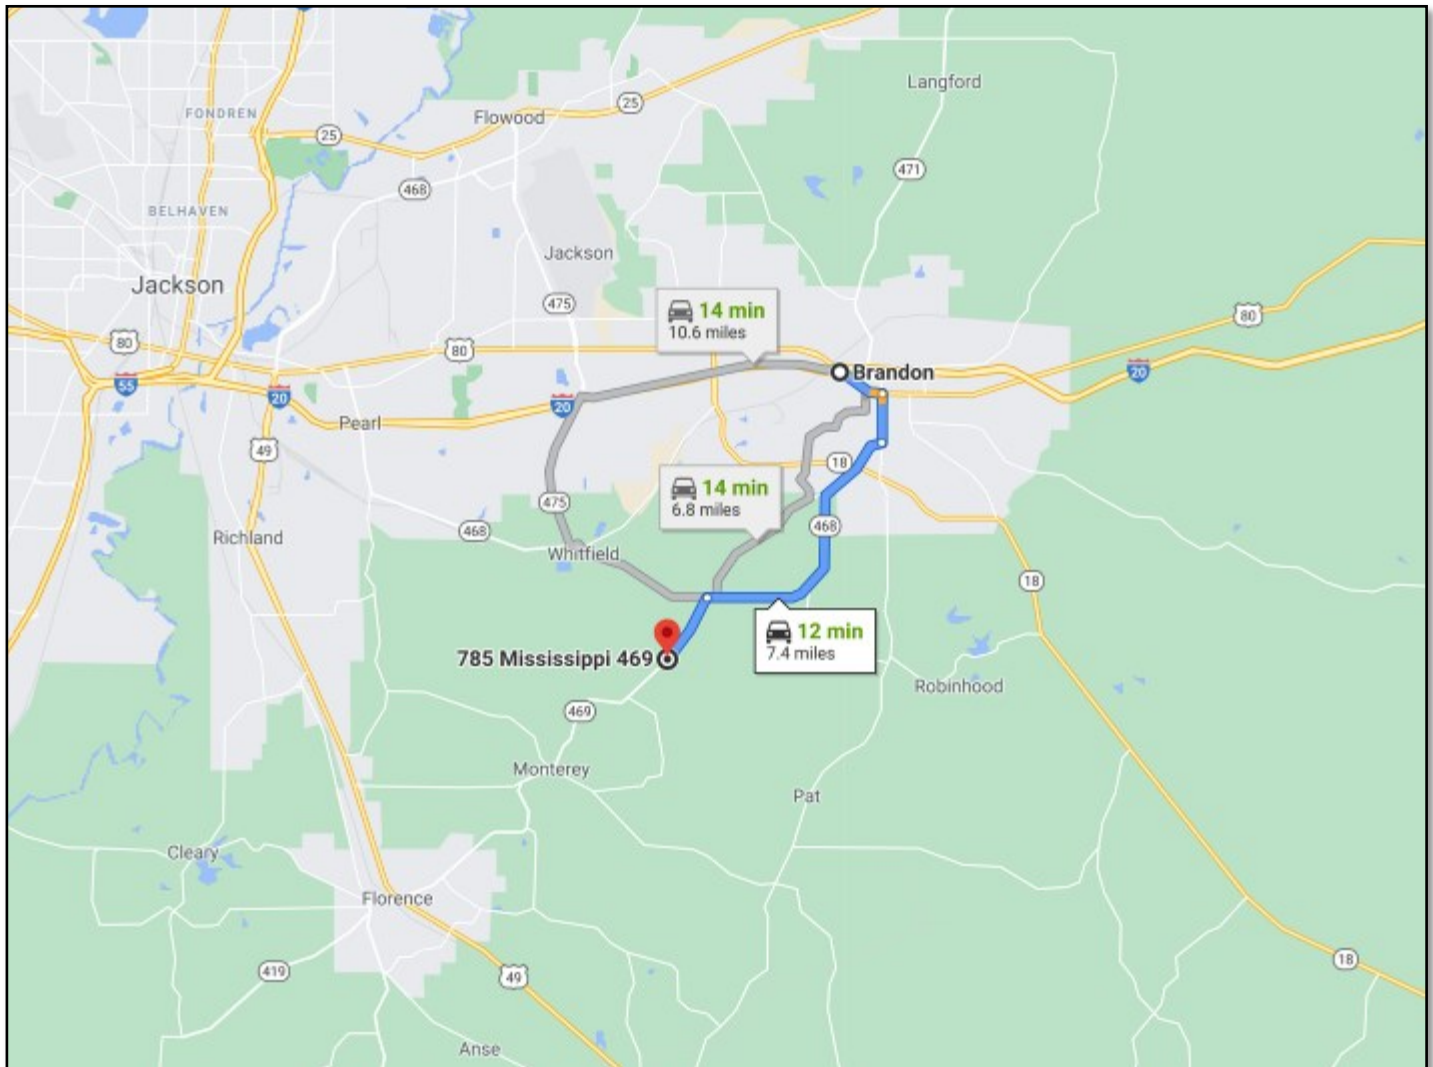 Langford
FONDREN
25
Flowood
25
471
468
BELHAVEN
Jackson
Jackson
475
14 min
10.6 miles
80
80
80
55
20
20
20
Brandon
Pearl
49
18
14 min
6.8 miles
475
468
468
Richland
Whitfield
18
12 min
7.4 miles
785 Mississippi 469
Robinhood
469
Monterey
Pat
Cleary
Florence
419
49
18
Anse